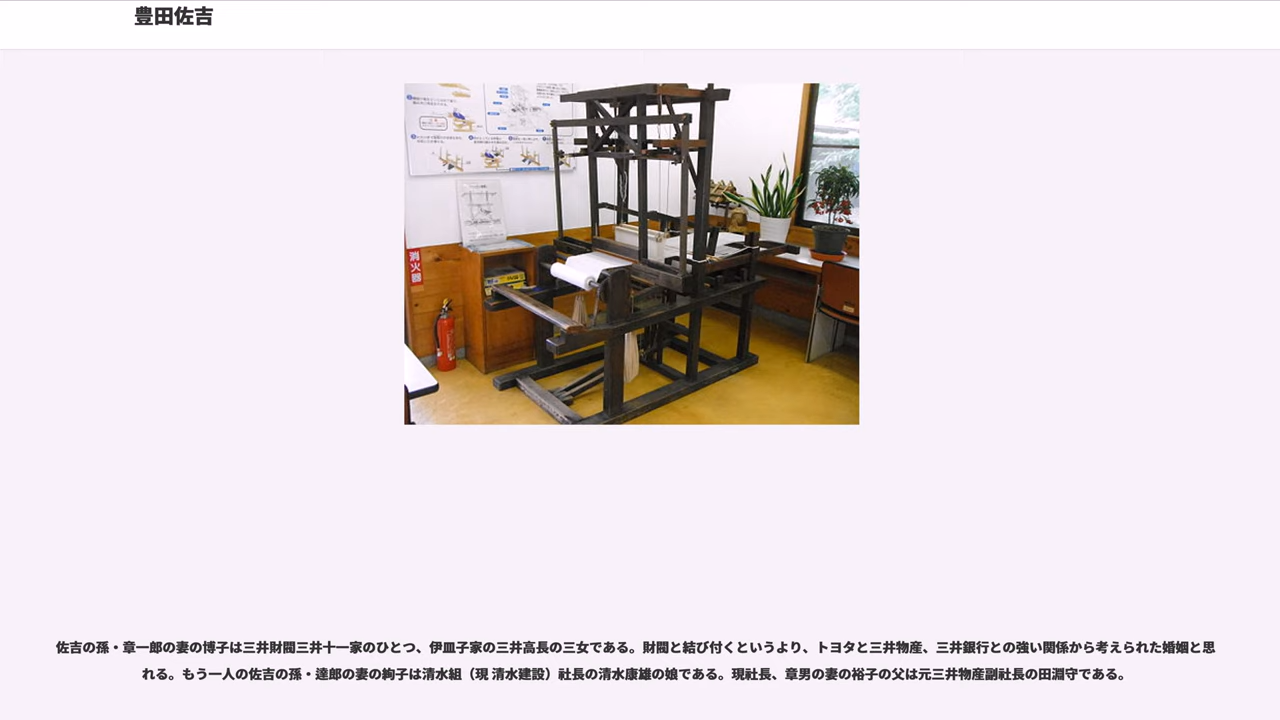 豊田佐吉
消火器
佐吉の孫・章一郎の妻の博子は三井財閥三井十一家のひとつ、伊皿子家の三井高長の三女である。財閥と結び付くというより、トヨタと三井物産、三井銀行との強い関係から考えられた婚姻と思
れる。もう一人の佐吉の孫・達郎の妻の絢子は清水組（現 清水建設）社長の清水康雄の娘である。現社長、章男の妻の裕子の父は元三井物産副社長の田淵守である。